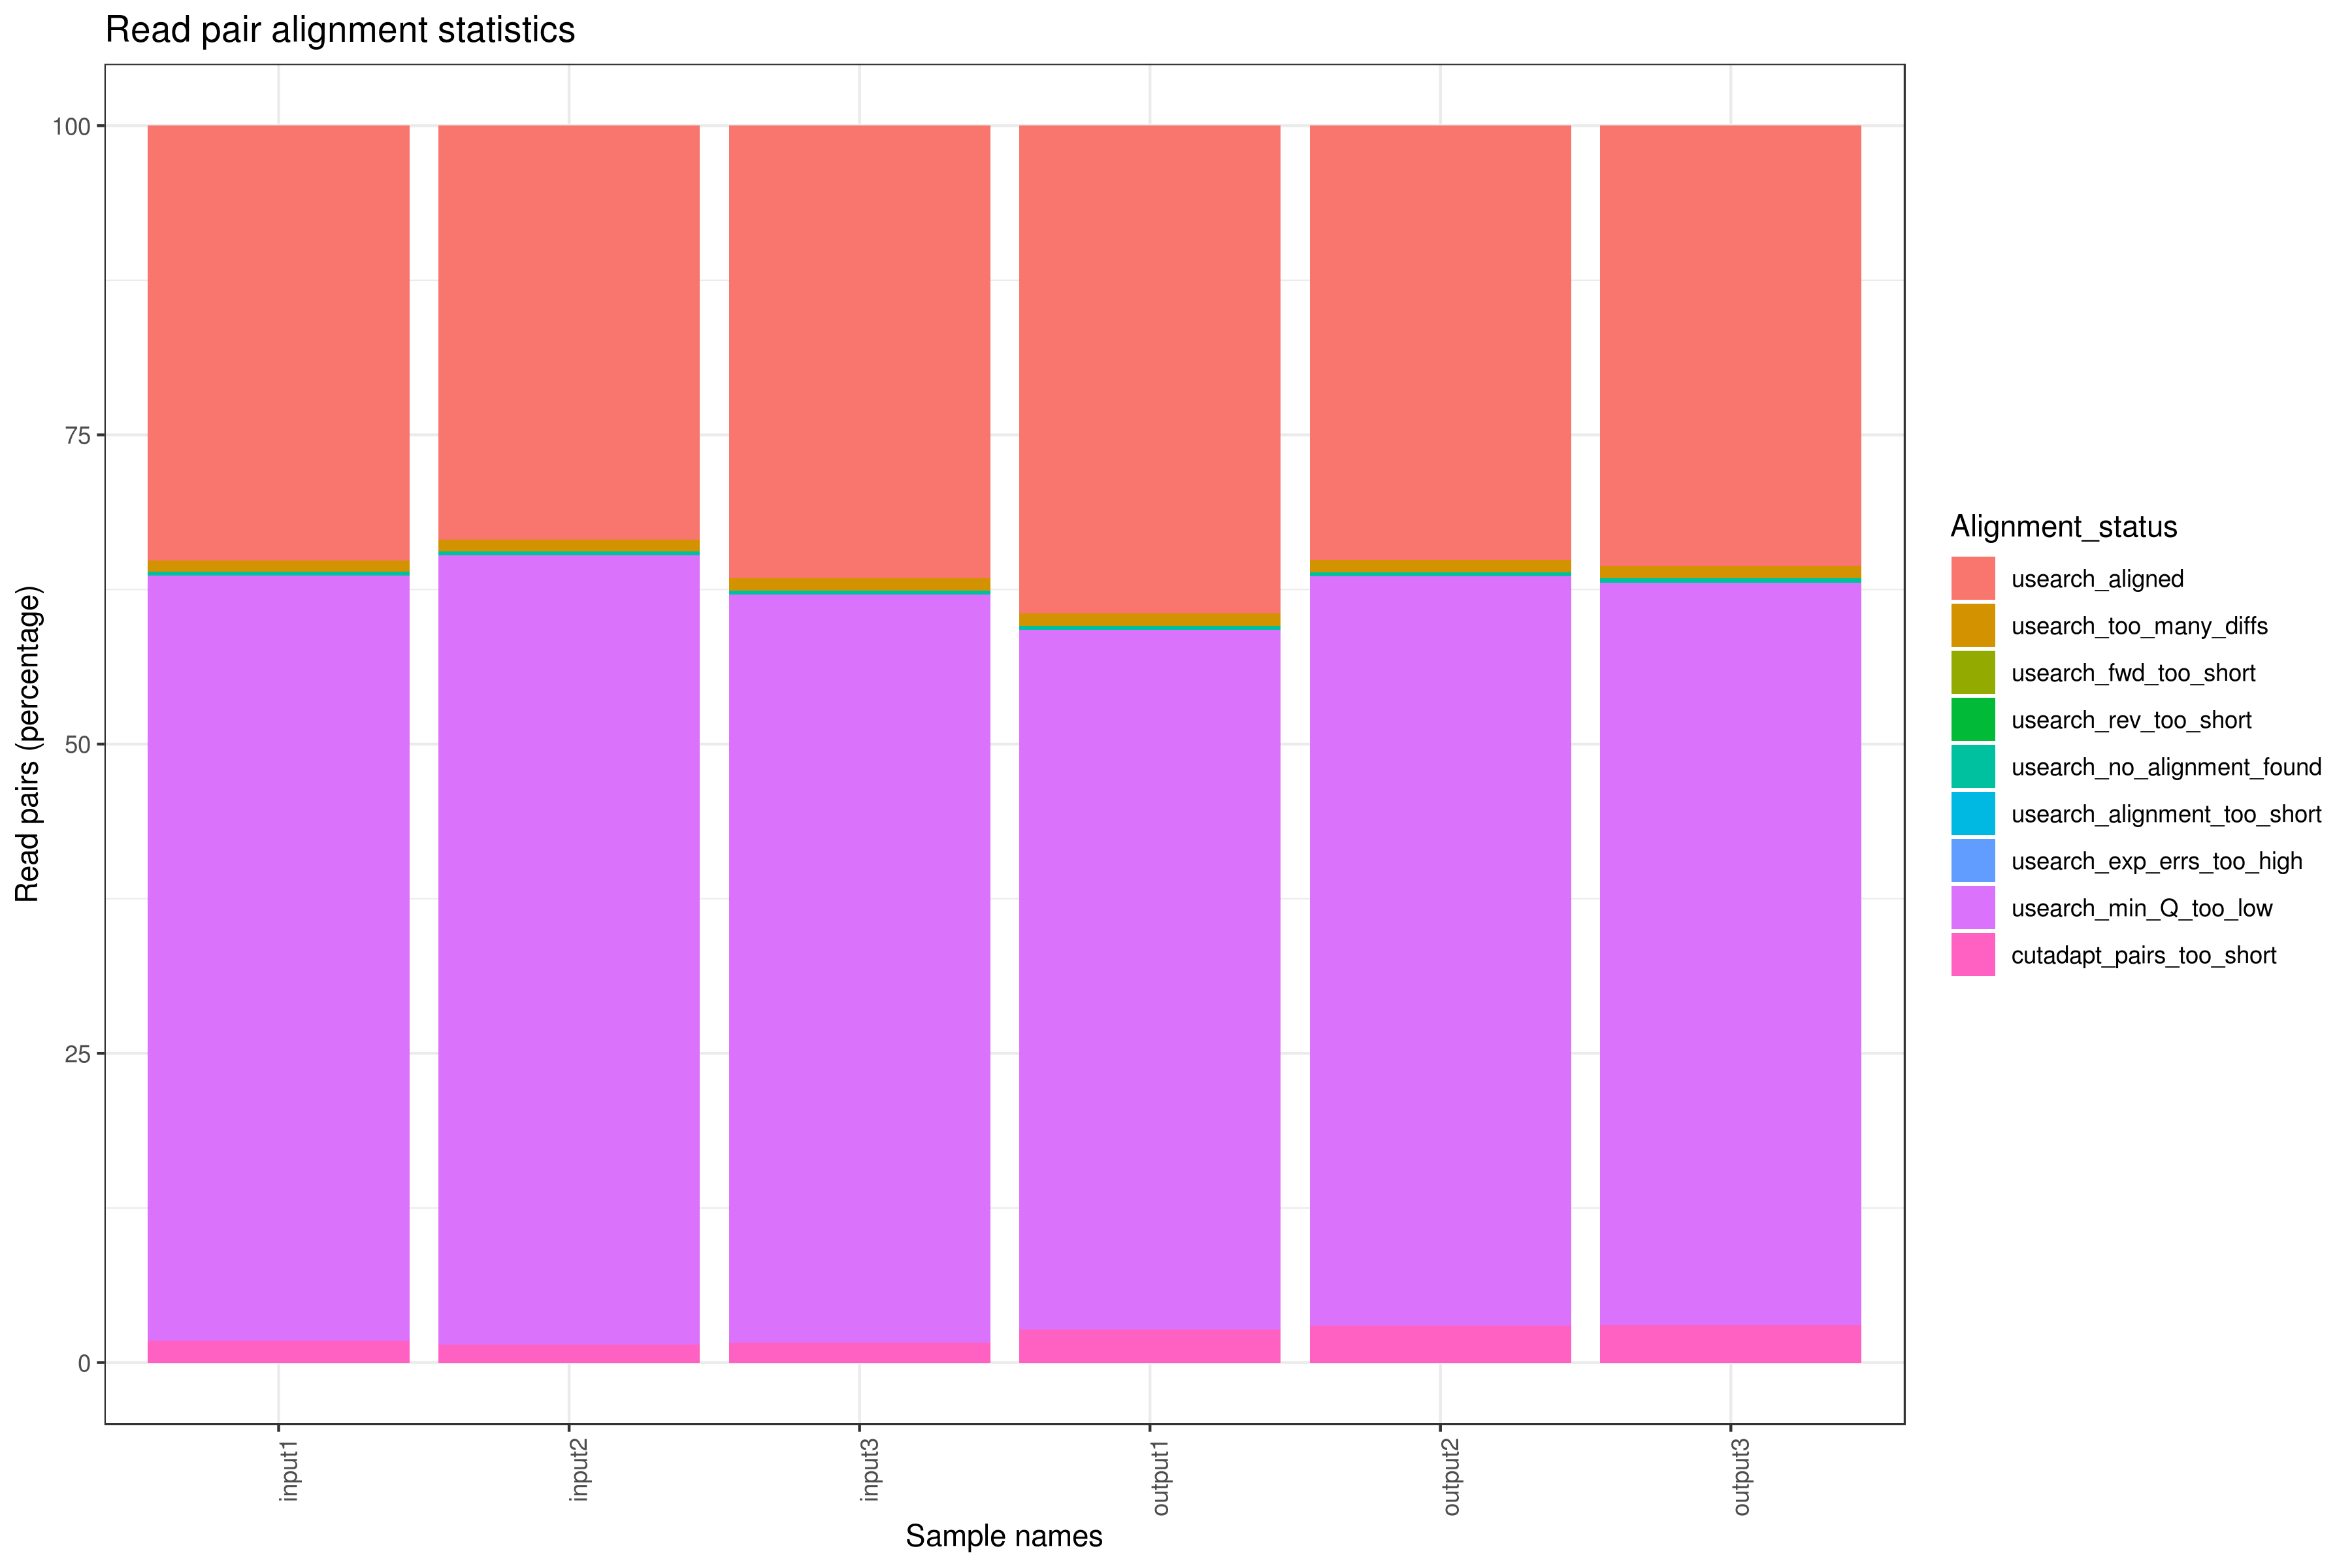 Read pair alignment statistics
Read pairs (percentage)
100
75
50
25
0
input1
input2
input3
output1
output2
output3
Sample names
Alignment_status
usearch_aligned
usearch_too_many_diffs
usearch_fwd_too_short
usearch_rev_too_short
usearch_no_alignment_found
usearch_alignment_too_short
usearch_exp_errs_too_high
usearch_min_Q_too_low
cutadapt_pairs_too_short